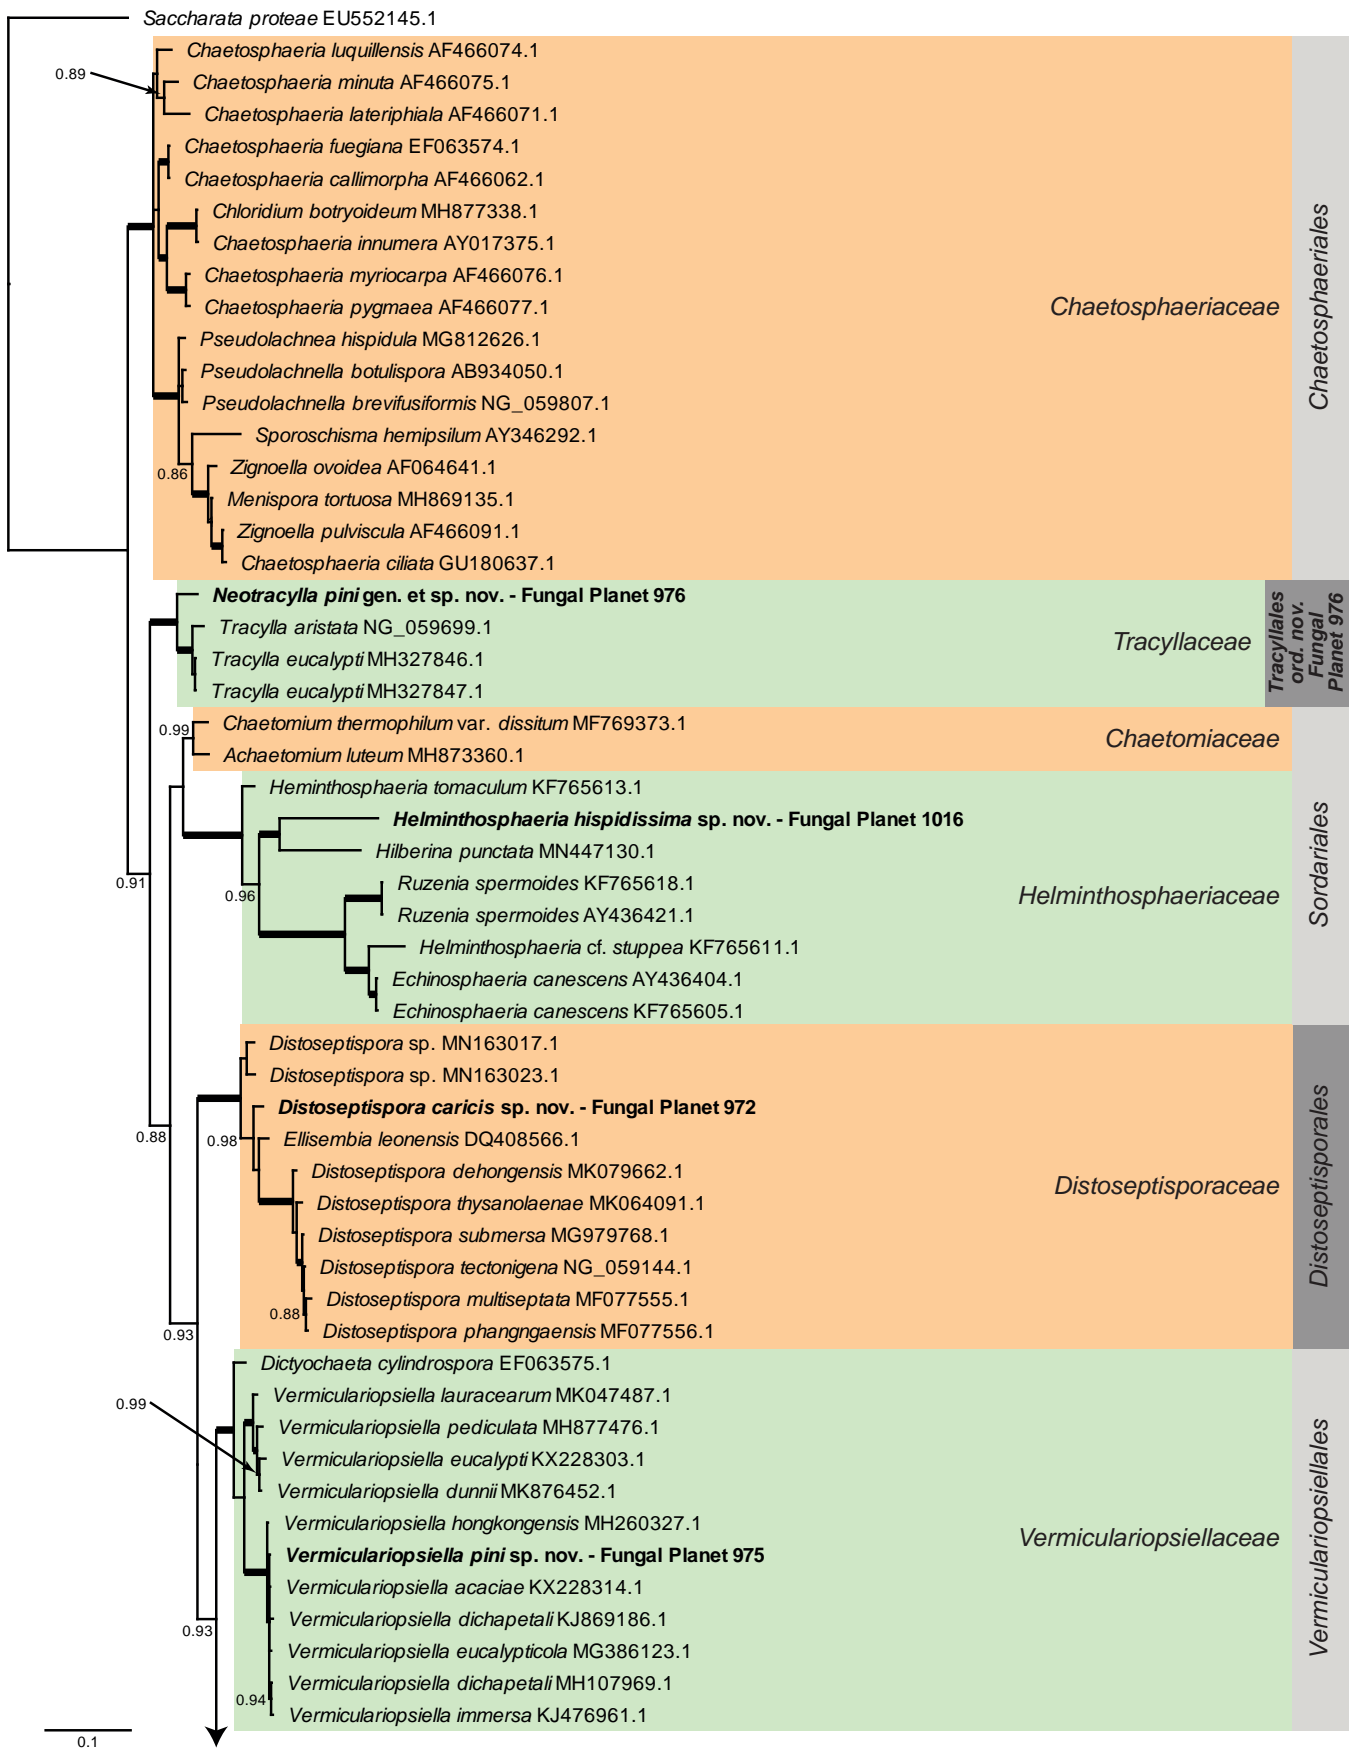 Saccharata proteae EU552145.1
Chaetosphaeria luquillensis AF466074.1
0.89
Chaetosphaeria minuta AF466075.1
Chaetosphaeria lateriphiala AF466071.1
Chaetosphaeria fuegiana EF063574.1
Chaetosphaeria callimorpha AF466062.1
Chloridium botryoideum MH877338.1
Chaetosphaeria innumera AY017375.1
Chaetosphaeria myriocarpa AF466076.1
Chaetosphaeria pygmaea AF466077.1
Chaetosphaeriaceae
Chaetosphaeriales
Pseudolachnea hispidula MG812626.1
Pseudolachnella botulispora AB934050.1
Pseudolachnella brevifusiformis NG_059807.1
Sporoschisma hemipsilum AY346292.1
0.86
Zignoella ovoidea AF064641.1
Menispora tortuosa MH869135.1
Zignoella pulviscula AF466091.1
Chaetosphaeria ciliata GU180637.1
Neotracylla pini gen. et sp. nov. - Fungal Planet 976
Tracylla aristata NG_059699.1
Tracylla eucalypti MH327846.1
Tracylla eucalypti MH327847.1
Tracyllaceae
Tracyllales
ord. nov.
Fungal
Planet 976
0.99
Chaetomium thermophilum var. dissitum MF769373.1
Achaetomium luteum MH873360.1
Chaetomiaceae
Heminthosphaeria tomaculum KF765613.1
Helminthosphaeria hispidissima sp. nov. - Fungal Planet 1016
Hilberina punctata MN447130.1
0.91
0.96
Ruzenia spermoides KF765618.1
Ruzenia spermoides AY436421.1
Helminthosphaeriaceae
Sordariales
Helminthosphaeria cf. stuppea KF765611.1
Echinosphaeria canescens AY436404.1
Echinosphaeria canescens KF765605.1
Distoseptispora sp. MN163017.1
Distoseptispora sp. MN163023.1
Distoseptispora caricis sp. nov. - Fungal Planet 972
0.88
0.98
Ellisembia leonensis DQ408566.1
Distoseptispora dehongensis MK079662.1
Distoseptisporaceae
Distoseptisporales
Distoseptispora thysanolaenae MK064091.1
Distoseptispora submersa MG979768.1
Distoseptispora tectonigena NG_059144.1
Distoseptispora multiseptata MF077555.1
0.88
0.93
Distoseptispora phangngaensis MF077556.1
Dictyochaeta cylindrospora EF063575.1
Vermiculariopsiella lauracearum MK047487.1
0.99
Vermiculariopsiella pediculata MH877476.1
Vermiculariopsiella eucalypti KX228303.1
Vermiculariopsiella dunnii MK876452.1
Vermiculariopsiella hongkongensis MH260327.1
Vermiculariopsiellaceae
Vermiculariopsiellales
Vermiculariopsiella pini sp. nov. - Fungal Planet 975
Vermiculariopsiella acaciae KX228314.1
Vermiculariopsiella dichapetali KJ869186.1
0.93
Vermiculariopsiella eucalypticola MG386123.1
Vermiculariopsiella dichapetali MH107969.1
0.94
Vermiculariopsiella immersa KJ476961.1
0.1